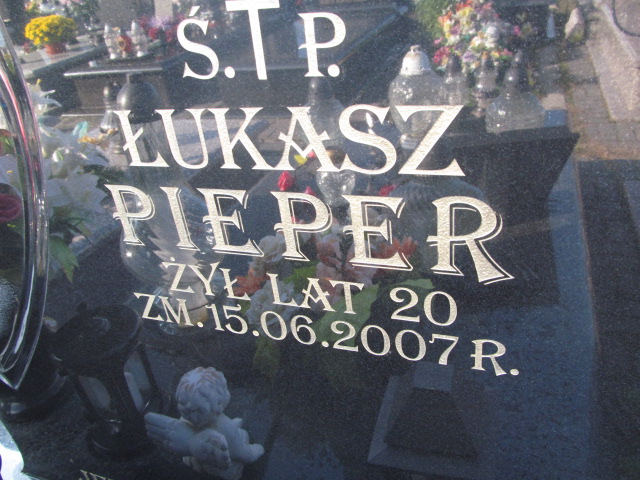 Ś.†P.
ŁUKASZ
PIEPER
ŻYŁ LAT 20
ZM.15.06.2007 R.